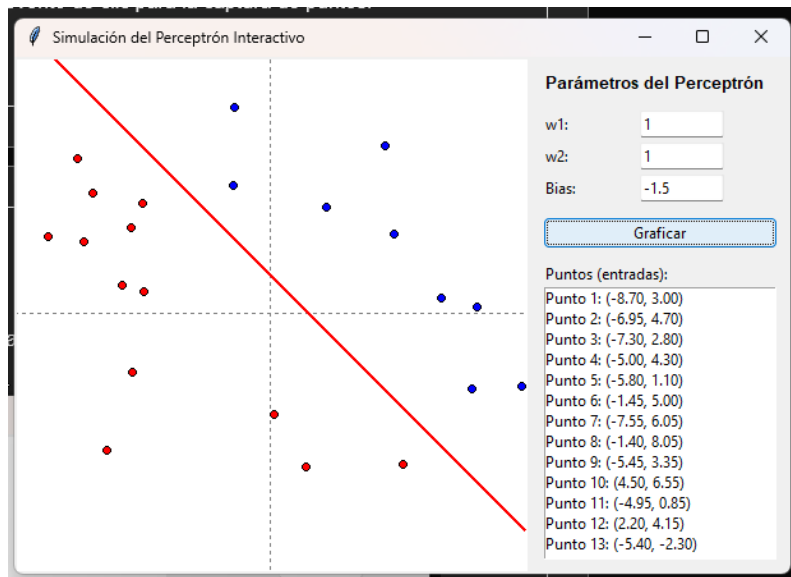 Simulación del Perceptrón Interactivo
Parámetros del Perceptrón
w1: 1
w2: 1
Bias: -1.5
Graficar
Puntos (entradas):
Punto 1: (-8.70, 3.00)
Punto 2: (-6.95, 4.70)
Punto 3: (-7.30, 2.80)
Punto 4: (-5.00, 4.30)
Punto 5: (-5.80, 1.10)
Punto 6: (-1.45, 5.00)
Punto 7: (-7.55, 6.05)
Punto 8: (-1.40, 8.05)
Punto 9: (-5.45, 3.35)
Punto 10: (4.50, 6.55)
Punto 11: (-4.95, 0.85)
Punto 12: (2.20, 4.15)
Punto 13: (-5.40, -2.30)